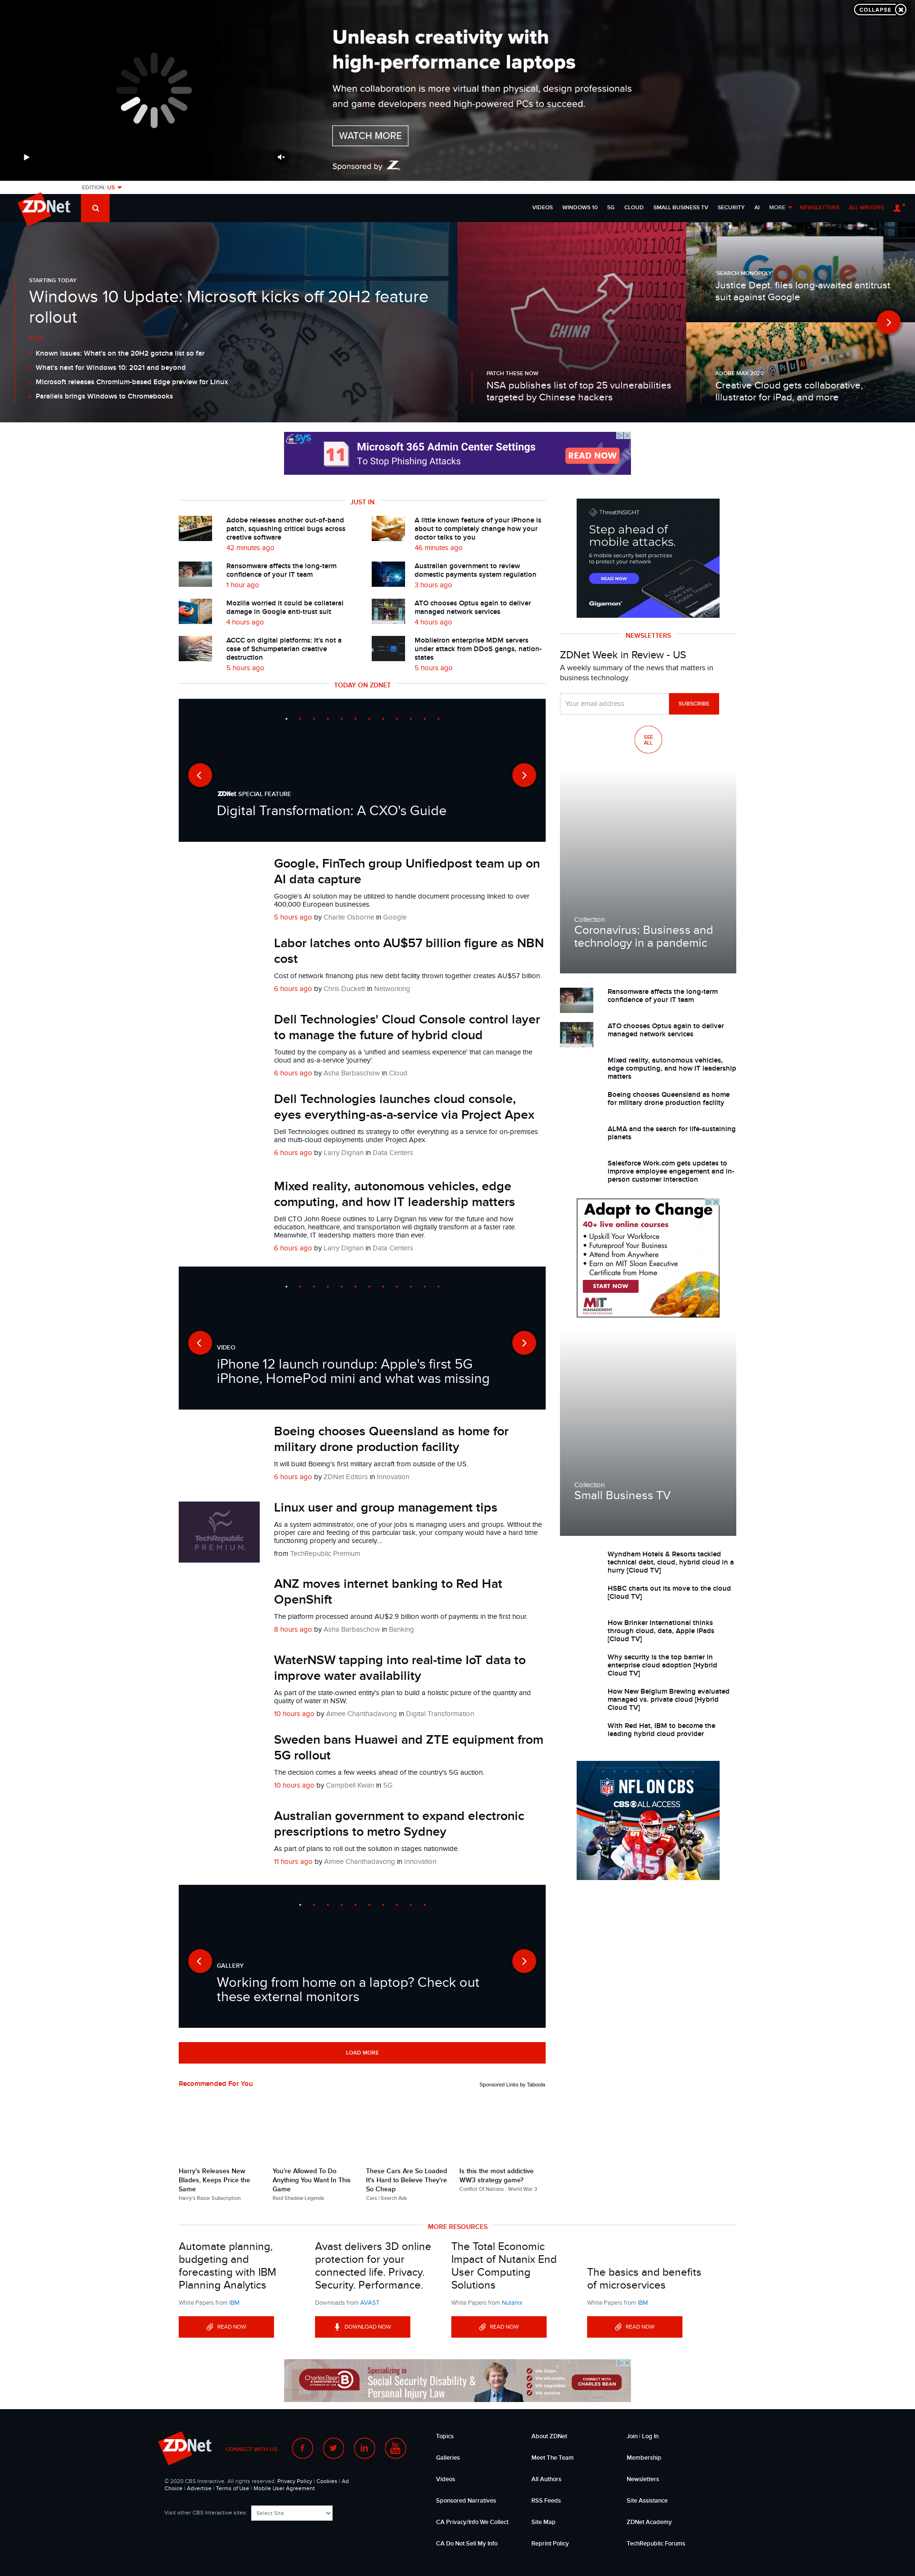 COLLAPSE
Unleash creativity with
high-performance laptops
When collaboration is more virtual than physical, design professionals
and game developers need high-powered PCs to succeed.
WATCH MORE
Sponsored by Z
EDITION: US
ZDNet
VIDEOS WINDOWS 10 5G CLOUD SMALL BUSINESS TV SECURITY AI MORE NEWSLETTERS ALL WRITERS
STARTING TODAY
Windows 10 Update: Microsoft kicks off 20H2 feature
rollout
Known issues: What's on the 20H2 gotcha list so far
What's next for Windows 10: 2021 and beyond
Microsoft releases Chromium-based Edge preview for Linux
Parallels brings Windows to Chromebooks
CHINA
PATCH THESE NOW
NSA publishes list of top 25 vulnerabilities
targeted by Chinese hackers
Google
'SEARCH MONOPOLY'
Justice Dept. files long-awaited antitrust
suit against Google
ADOBE MAX 2020
Creative Cloud gets collaborative,
Illustrator for iPad, and more
sys
11
Microsoft 365 Admin Center Settings
To Stop Phishing Attacks
READ NOW
JUST IN
Adobe releases another out-of-band
patch, squashing critical bugs across
creative software
42 minutes ago
A little known feature of your iPhone is
about to completely change how your
doctor talks to you
46 minutes ago
Ransomware affects the long-term
confidence of your IT team
1 hour ago
Australian government to review
domestic payments system regulation
3 hours ago
Mozilla worried it could be collateral
damage in Google anti-trust suit
4 hours ago
ATO chooses Optus again to deliver
managed network services
4 hours ago
ACCC on digital platforms: It's not a
case of Schumpeterian creative
destruction
5 hours ago
MobileIron enterprise MDM servers
under attack from DDoS gangs, nation-
states
5 hours ago
ThreatINSIGHT
Step ahead of
mobile attacks.
6 mobile security best practices
to protect your network
READ NOW
Gigamon
NEWSLETTERS
ZDNet Week in Review - US
A weekly summary of the news that matters in
business technology.
Your email address
SUBSCRIBE
SEE
ALL
TODAY ON ZDNET
ZDNet SPECIAL FEATURE
Digital Transformation: A CXO's Guide
Google, FinTech group Unifiedpost team up on
AI data capture
Google's AI solution may be utilized to handle document processing linked to over
400,000 European businesses.
5 hours ago by Charlie Osborne in Google
Labor latches onto AU$57 billion figure as NBN
cost
Cost of network financing plus new debt facility thrown together creates AU$57 billion.
6 hours ago by Chris Duckett in Networking
Dell Technologies' Cloud Console control layer
to manage the future of hybrid cloud
Touted by the company as a 'unified and seamless experience' that can manage the
cloud and as-a-service 'journey'.
6 hours ago by Asha Barbaschow in Cloud
Dell Technologies launches cloud console,
eyes everything-as-a-service via Project Apex
Dell Technologies outlined its strategy to offer everything as a service for on-premises
and multi-cloud deployments under Project Apex.
6 hours ago by Larry Dignan in Data Centers
Mixed reality, autonomous vehicles, edge
computing, and how IT leadership matters
Dell CTO John Roese outlines to Larry Dignan his view for the future and how
education, healthcare, and transportation will digitally transform at a faster rate.
Meanwhile, IT leadership matters more than ever.
6 hours ago by Larry Dignan in Data Centers
VIDEO
iPhone 12 launch roundup: Apple's first 5G
iPhone, HomePod mini and what was missing
Boeing chooses Queensland as home for
military drone production facility
It will build Boeing's first military aircraft from outside of the US.
6 hours ago by ZDNet Editors in Innovation
TechRepublic
PREMIUM
Linux user and group management tips
As a system administrator, one of your jobs is managing users and groups. Without the
proper care and feeding of this particular task, your company would have a hard time
functioning properly and securely....
from TechRepublic Premium
ANZ moves internet banking to Red Hat
OpenShift
The platform processed around AU$2.9 billion worth of payments in the first hour.
8 hours ago by Asha Barbaschow in Banking
WaterNSW tapping into real-time IoT data to
improve water availability
As part of the state-owned entity's plan to build a holistic picture of the quantity and
quality of water in NSW.
10 hours ago by Aimee Chanthadavong in Digital Transformation
Sweden bans Huawei and ZTE equipment from
5G rollout
The decision comes a few weeks ahead of the country's 5G auction.
10 hours ago by Campbell Kwan in 5G
Australian government to expand electronic
prescriptions to metro Sydney
As part of plans to roll out the solution in stages nationwide.
11 hours ago by Aimee Chanthadavong in Innovation
GALLERY
Working from home on a laptop? Check out
these external monitors
LOAD MORE
Collection
Coronavirus: Business and
technology in a pandemic
Ransomware affects the long-term
confidence of your IT team
ATO chooses Optus again to deliver
managed network services
Mixed reality, autonomous vehicles,
edge computing, and how IT leadership
matters
Boeing chooses Queensland as home
for military drone production facility
ALMA and the search for life-sustaining
planets
Salesforce Work.com gets updates to
improve employee engagement and in-
person customer interaction
Adapt to Change
40+ live online courses
• Upskill Your Workforce
• Futureproof Your Business
• Attend from Anywhere
• Earn an MIT Sloan Executive
Certificate from Home
START NOW
MIT
MANAGEMENT
Collection
Small Business TV
Wyndham Hotels & Resorts tackled
technical debt, cloud, hybrid cloud in a
hurry [Cloud TV]
HSBC charts out its move to the cloud
[Cloud TV]
How Brinker International thinks
through cloud, data, Apple iPads
[Cloud TV]
Why security is the top barrier in
enterprise cloud adoption [Hybrid
Cloud TV]
How New Belgium Brewing evaluated
managed vs. private cloud [Hybrid
Cloud TV]
With Red Hat, IBM to become the
leading hybrid cloud provider
NFL ON CBS
CBS ALL ACCESS
15
Recommended For You
Sponsored Links by Taboola
Harry's Releases New
Blades, Keeps Price the
Same
Harry's Razor Subscription
You're Allowed To Do
Anything You Want In This
Game
Raid Shadow Legends
These Cars Are So Loaded
It's Hard to Believe They're
So Cheap
Cars | Search Ads
Is this the most addictive
WW3 strategy game?
Conflict Of Nations : World War 3
MORE RESOURCES
Automate planning,
budgeting and
forecasting with IBM
Planning Analytics
White Papers from IBM
READ NOW
Avast delivers 3D online
protection for your
connected life. Privacy.
Security. Performance.
Downloads from AVAST
DOWNLOAD NOW
The Total Economic
Impact of Nutanix End
User Computing
Solutions
White Papers from Nutanix
READ NOW
The basics and benefits
of microservices
White Papers from IBM
READ NOW
Charles Bean
Specializing in
Social Security Disability &
Personal Injury Law
We listen.
We educate.
We negotiate.
We resolve.
CONNECT WITH
CHARLES BEAN
ZDNet
CONNECT WITH US
© 2020 CBS Interactive. All rights reserved. Privacy Policy | Cookies | Ad
Choice | Advertise | Terms of Use | Mobile User Agreement
Visit other CBS Interactive sites: Select Site
Topics
Galleries
Videos
Sponsored Narratives
CA Privacy/Info We Collect
CA Do Not Sell My Info
About ZDNet
Meet The Team
All Authors
RSS Feeds
Site Map
Reprint Policy
Join | Log In
Membership
Newsletters
Site Assistance
ZDNet Academy
TechRepublic Forums